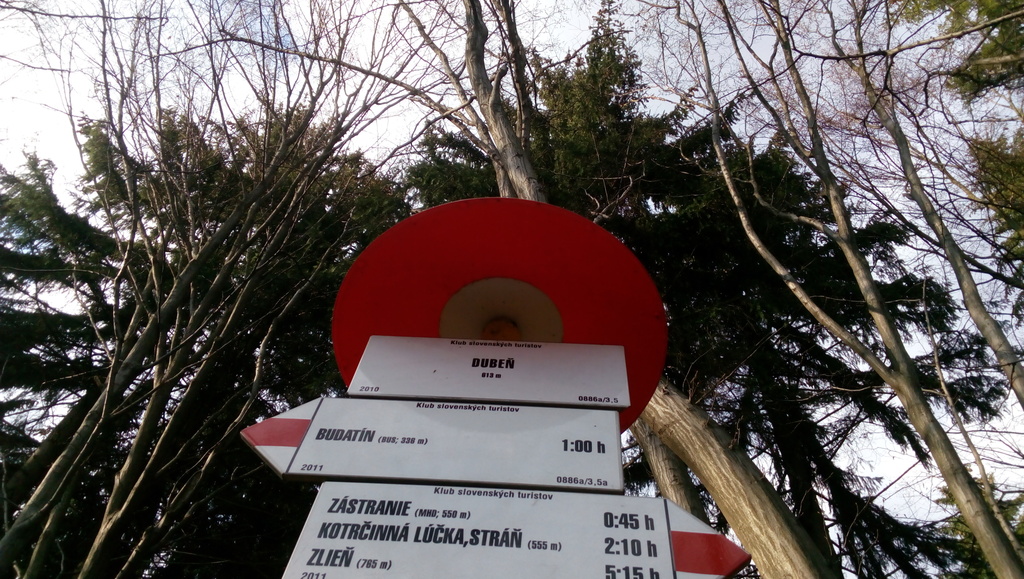 Klub slovenských turistov
DUBEŇ
613 m
2010 0886a/3,5
Klub slovenských turistov
BUDATÍN (BUS; 336 m) 1:00 h
2011 0886a/3,5a
Klub slovenských turistov
ZÁSTRANIE (MHD; 550 m) 0:45 h
KOTRČINNÁ LÚČKA,STRÁŇ (555 m) 2:10 h
ZLIEŇ (765 m) 5:15 h
2011